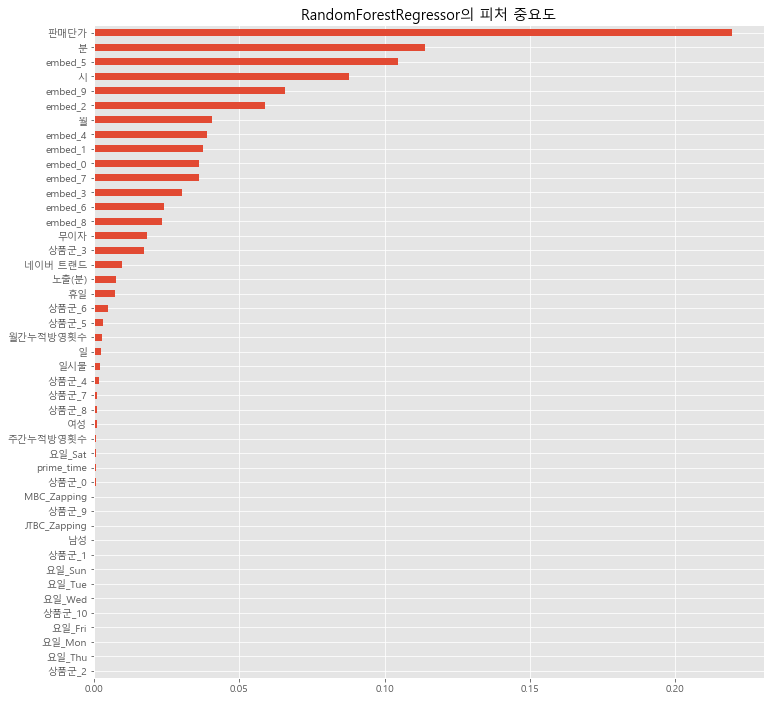 RandomForestRegressor의 피처 중요도
판매단가
분
embed_5
시
embed_9
embed_2
월
embed_4
embed_1
embed_0
embed_7
embed_3
embed_6
embed_8
무이자
상품군_3
네이버 트랜드
노출(분)
휴일
상품군_6
상품군_5
월간누적방영횟수
일
일시불
상품군_4
상품군_7
상품군_8
여성
주간누적방영횟수
요일_Sat
prime_time
상품군_0
MBC_Zapping
상품군_9
JTBC_Zapping
남성
상품군_1
요일_Sun
요일_Tue
요일_Wed
상품군_10
요일_Fri
요일_Mon
요일_Thu
상품군_2
0.00 0.05 0.10 0.15 0.20